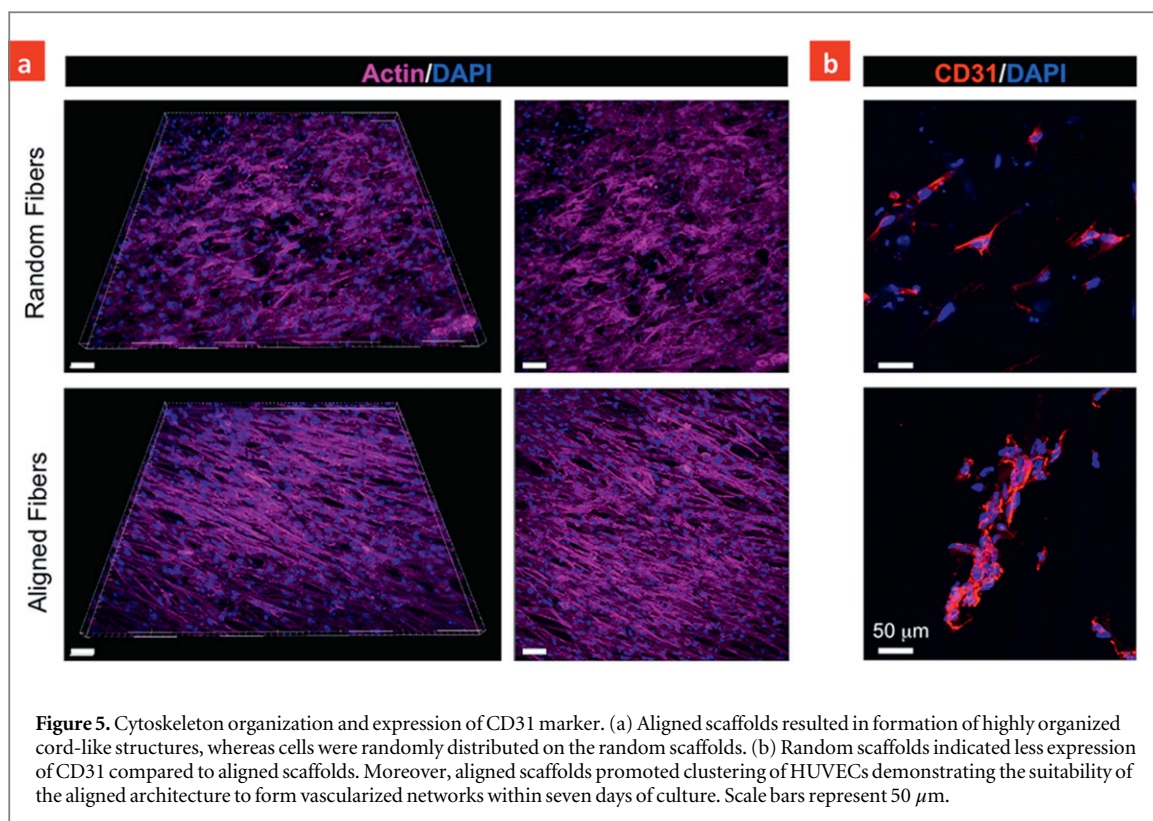 a
Actin/DAPI
b
CD31/DAPI
Random Fibers
Aligned Fibers
50 μm
Figure 5. Cytoskeleton organization and expression of CD31 marker. (a) Aligned scaffolds resulted in formation of highly organized
cord-like structures, whereas cells were randomly distributed on the random scaffolds. (b) Random scaffolds indicated less expression
of CD31 compared to aligned scaffolds. Moreover, aligned scaffolds promoted clustering of HUVECs demonstrating the suitability of
the aligned architecture to form vascularized networks within seven days of culture. Scale bars represent 50 μm.